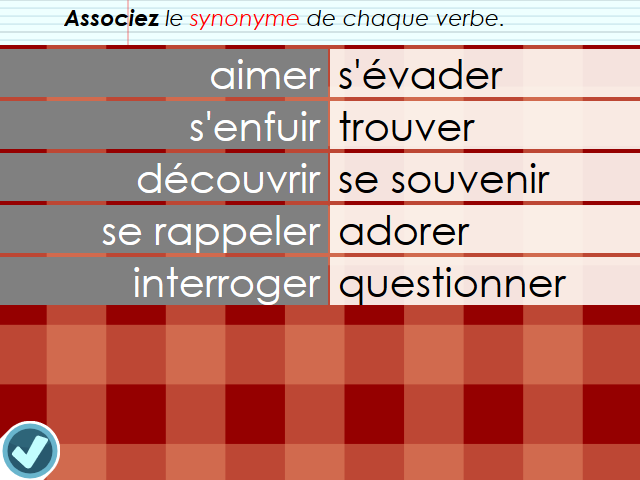 Associez le synonyme de chaque verbe.
aimer s'évader
s'enfuir trouver
découvrir se souvenir
se rappeler adorer
interroger questionner